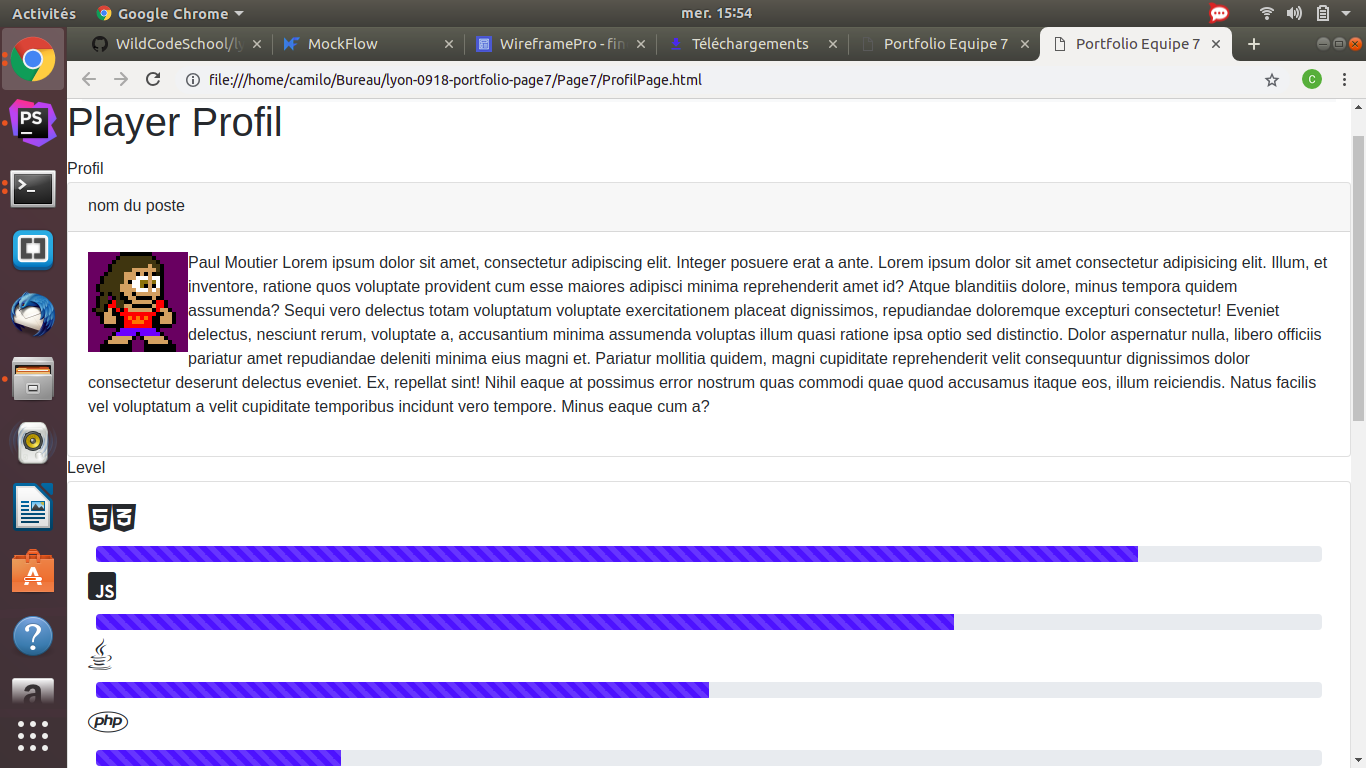 Activités Google Chrome mer. 15:54
WildCodeSchool/ly MockFlow WireframePro - fin Téléchargements Portfolio Equipe 7 Portfolio Equipe 7
file:///home/camilo/Bureau/lyon-0918-portfolio-page7/Page7/ProfilPage.html C
PS
Player Profil
Profil
nom du poste
Paul Moutier Lorem ipsum dolor sit amet, consectetur adipiscing elit. Integer posuere erat a ante. Lorem ipsum dolor sit amet consectetur adipisicing elit. Illum, et
inventore, ratione quos voluptate provident cum esse maiores adipisci minima reprehenderit amet id? Atque blanditiis dolore, minus tempora quidem
assumenda? Sequi vero delectus totam voluptatum voluptate exercitationem placeat dignissimos, repudiandae doloremque excepturi consectetur! Eveniet
delectus, nesciunt rerum, voluptate a, accusantium minima assumenda voluptas illum quasi ratione ipsa optio sed distinctio. Dolor aspernatur nulla, libero officiis
pariatur amet repudiandae deleniti minima eius magni et. Pariatur mollitia quidem, magni cupiditate reprehenderit velit consequuntur dignissimos dolor
consectetur deserunt delectus eveniet. Ex, repellat sint! Nihil eaque at possimus error nostrum quas commodi quae quod accusamus itaque eos, illum reiciendis. Natus facilis
vel voluptatum a velit cupiditate temporibus incidunt vero tempore. Minus eaque cum a?
Level
JS
php